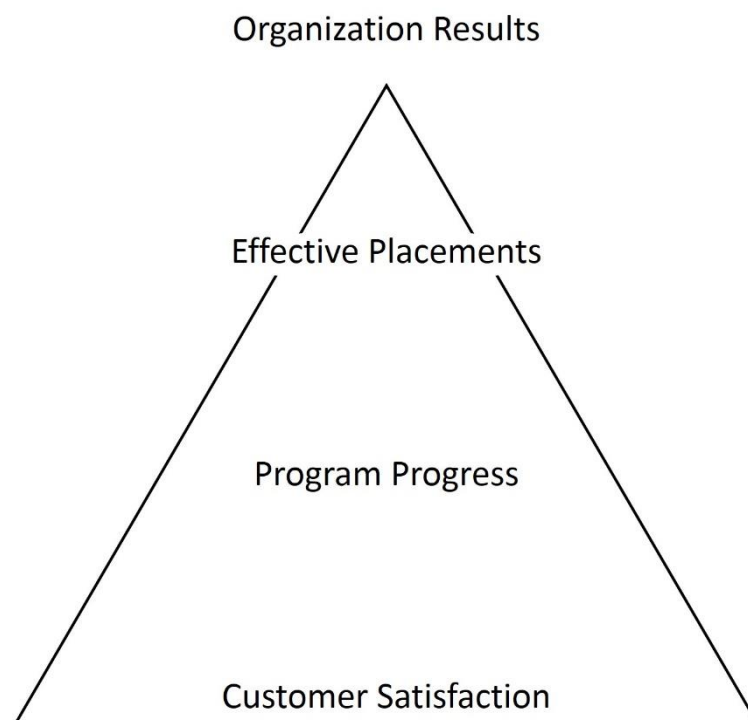 Organization Results
Effective Placements
Program Progress
Customer Satisfaction